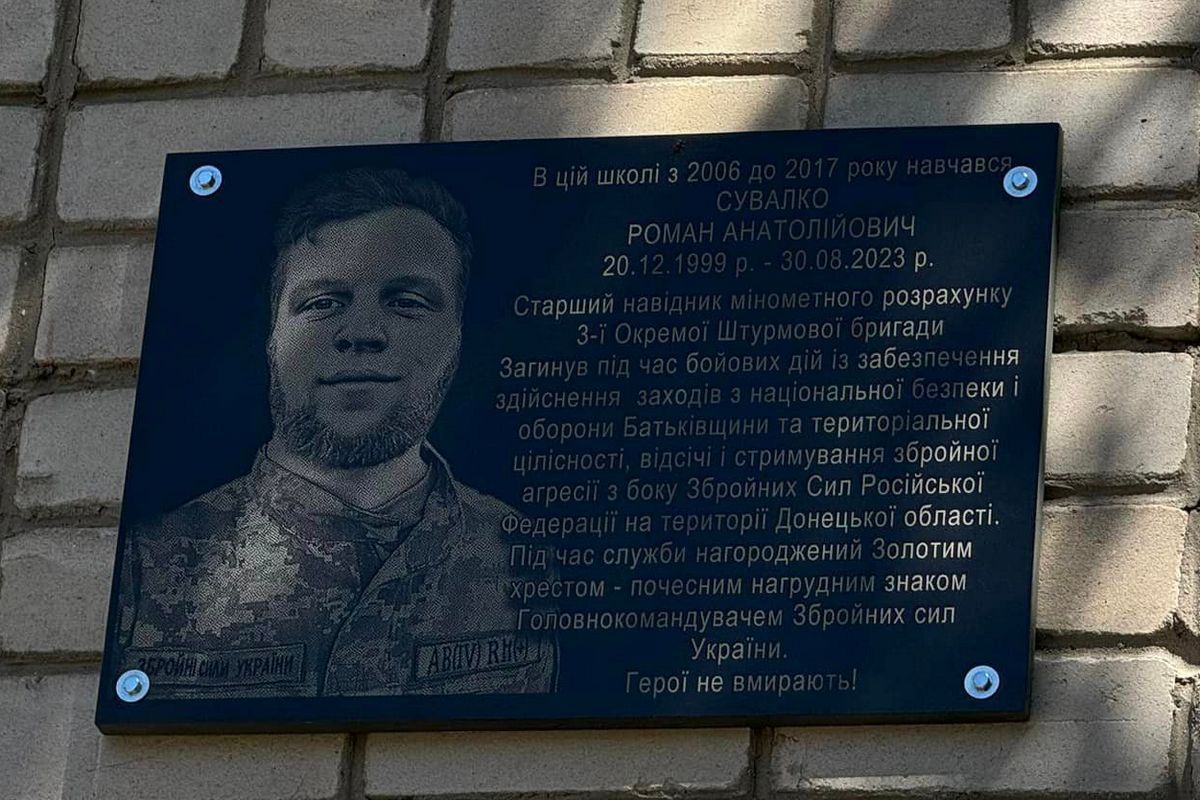 В цій школі з 2006 до 2017 року навчався
СУВАЛКО
РОМАН АНАТОЛІЙОВИЧ
20.12.1999 р. - 30.08.2023 р.
Старший навідник мінометного розрахунку
3-ї Окремої Штурмової бригади
Загинув під час бойових дій із забезпечення
здійснення заходів з національної безпеки і
оборони Батьківщини та територіальної
цілісності, відсічі і стримування збройної
агресії з боку Збройних Сил Російської
Федерації на території Донецької області.
Під час служби нагороджений Золотим
хрестом - почесним нагрудним знаком
Головнокомандувачем Збройних сил
України.
Герої не вмирають!
ЗБРОЙНІ СИЛИ УКРАЇНИ
AB(IV) RH+